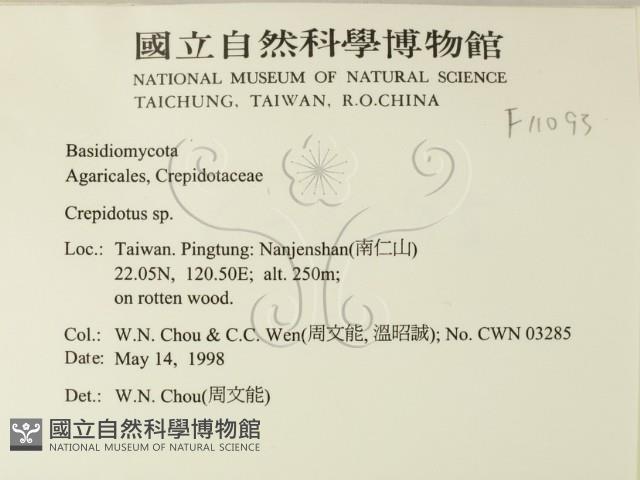 國立自然科學博物館
NATIONAL MUSEUM OF NATURAL SCIENCE
TAICHUNG, TAIWAN, R.O.CHINA
F11093
Basidiomycota
Agaricales, Crepidotaceae
Crepidotus sp.
Loc.: Taiwan. Pingtung: Nanjenshan(南仁山)
22.05N, 120.50E; alt. 250m;
on rotten wood.
Col.: W.N. Chou & C.C. Wen(周文能, 溫昭誠); No. CWN 03285
Date: May 14, 1998
Det.: W.N. Chou(周文能)
國立自然科學博物館
NATIONAL MUSEUM OF NATURAL SCIENCE